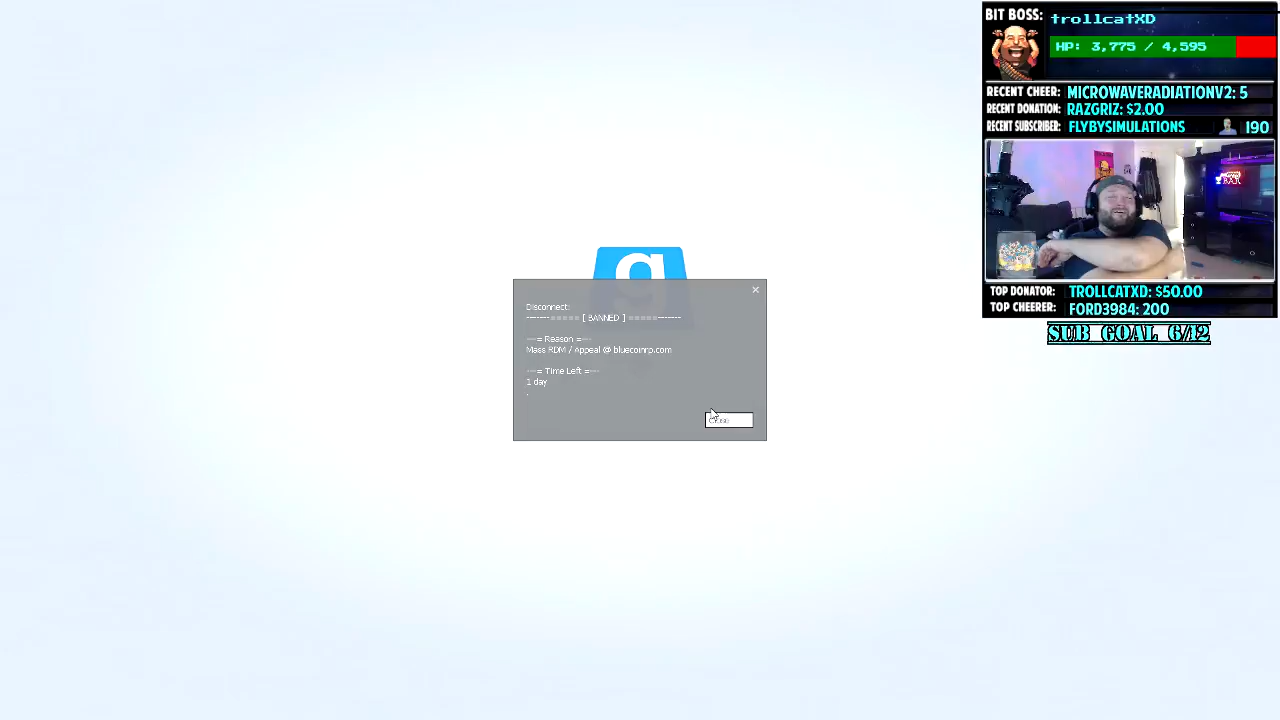 BIT BOSS:
trollcatXD
HP: 3,775 / 4,595
RECENT CHEER: MICROWAVERADIATIONV2: 5
RECENT DONATION: RAZGRIZ: $2.00
RECENT SUBSCRIBER: FLYBYSIMULATIONS 190
BAR
TOP DONATOR: TROLLCATXD: $50.00
TOP CHEERER: FORD3984: 200
SUB GOAL 6/12
g
Disconnect:
-------===== [ BANNED ] =====-------
---= Reason =---
Mass RDM / Appeal @ bluecoinrp.com
---= Time Left =---
1 day
.